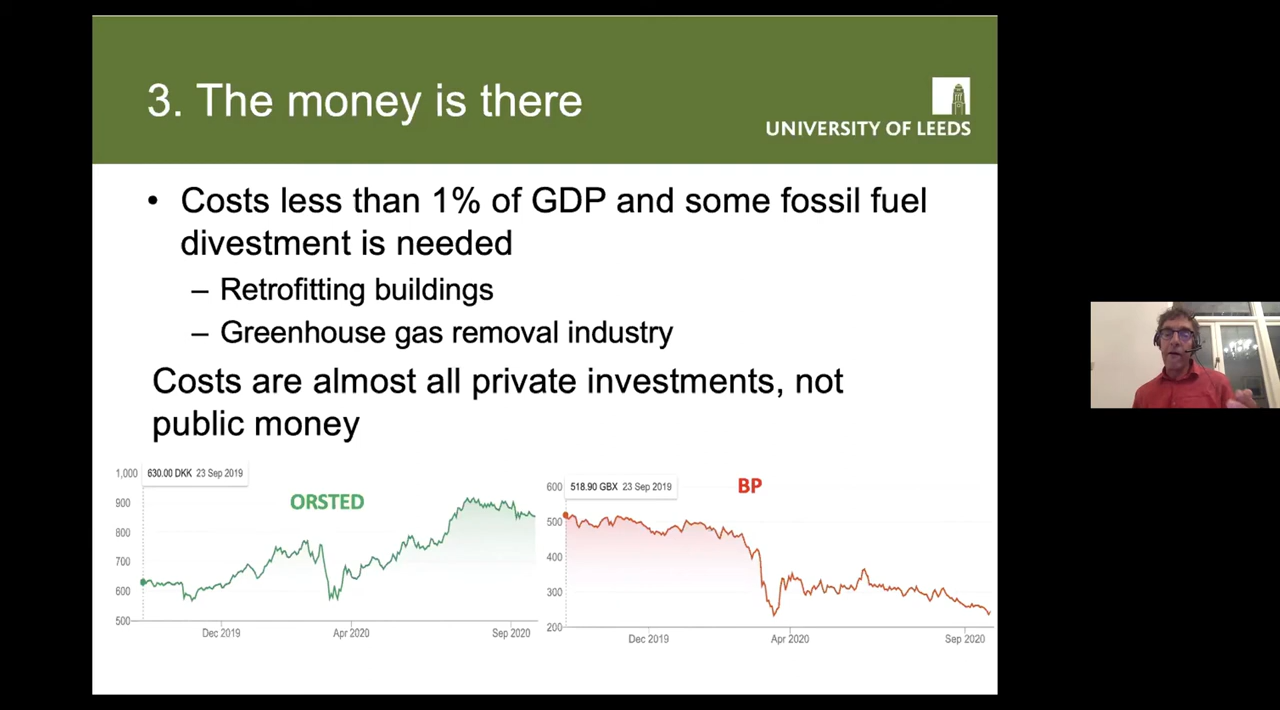 3. The money is there
UNIVERSITY OF LEEDS
• Costs less than 1% of GDP and some fossil fuel
divestment is needed
– Retrofitting buildings
– Greenhouse gas removal industry
Costs are almost all private investments, not
public money
1,000
630.00 DKK 23 Sep 2019
ORSTED
900
800
700
600
500
Dec 2019
Apr 2020
Sep 2020
600
518.90 GBX 23 Sep 2019
BP
500
400
300
200
Dec 2019
Apr 2020
Sep 2020